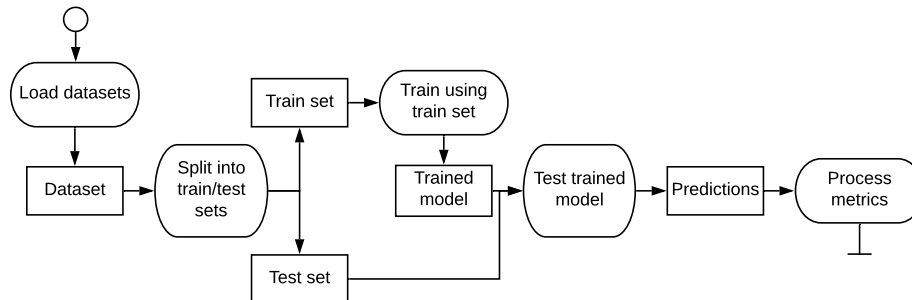 Load datasets
Dataset
Split into
train/test
sets
Train set
Test set
Train using
train set
Trained
model
Test trained
model
Predictions
Process
metrics